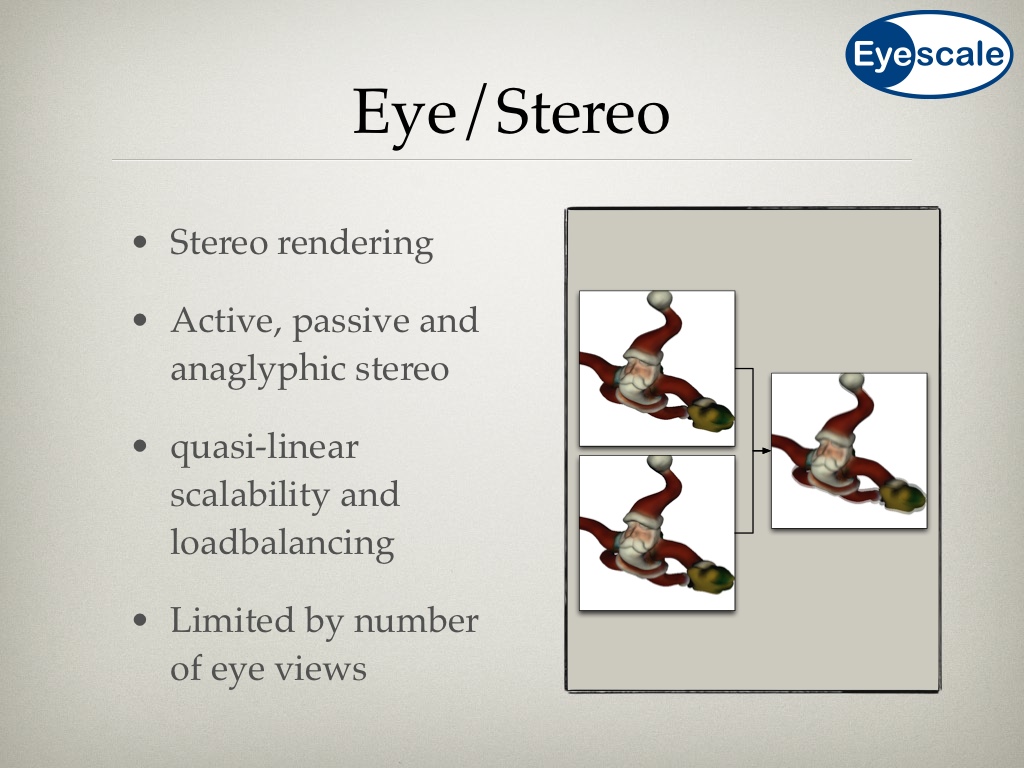 Eyescale
Eye/Stereo
• Stereo rendering
• Active, passive and
anaglyphic stereo
• quasi-linear
scalability and
loadbalancing
• Limited by number
of eye views